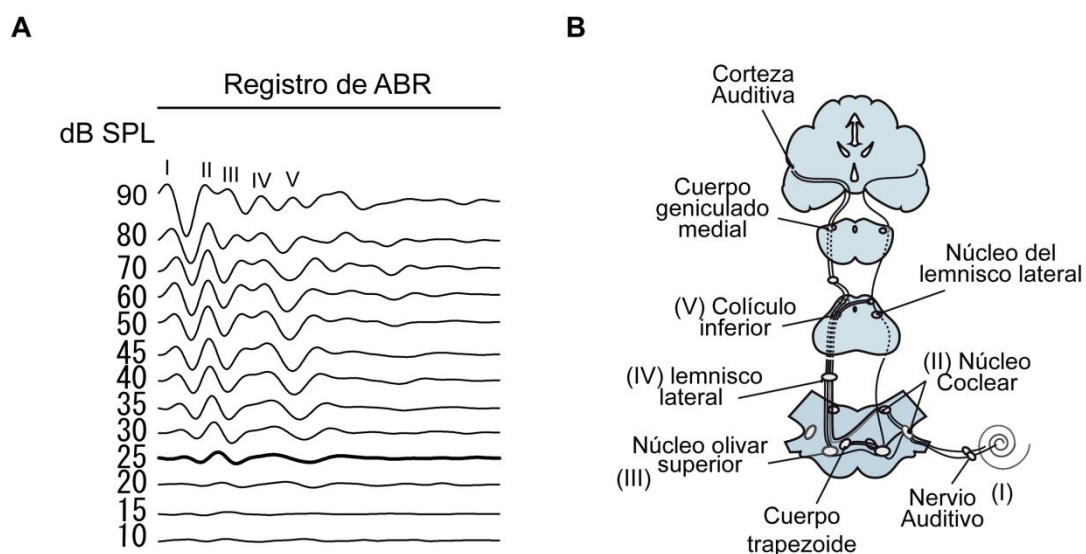 A
Registro de ABR
dB SPL
I II III IV V
90
80
70
60
50
45
40
35
30
25
20
15
10
B
Corteza
Auditiva
Cuerpo
geniculado
medial
Núcleo del
lemnisco lateral
(V) Colículo
inferior
(IV) lemnisco
lateral
(II) Núcleo
Coclear
Núcleo olivar
superior
(III)
Cuerpo
trapezoide
Nervio
Auditivo
(I)